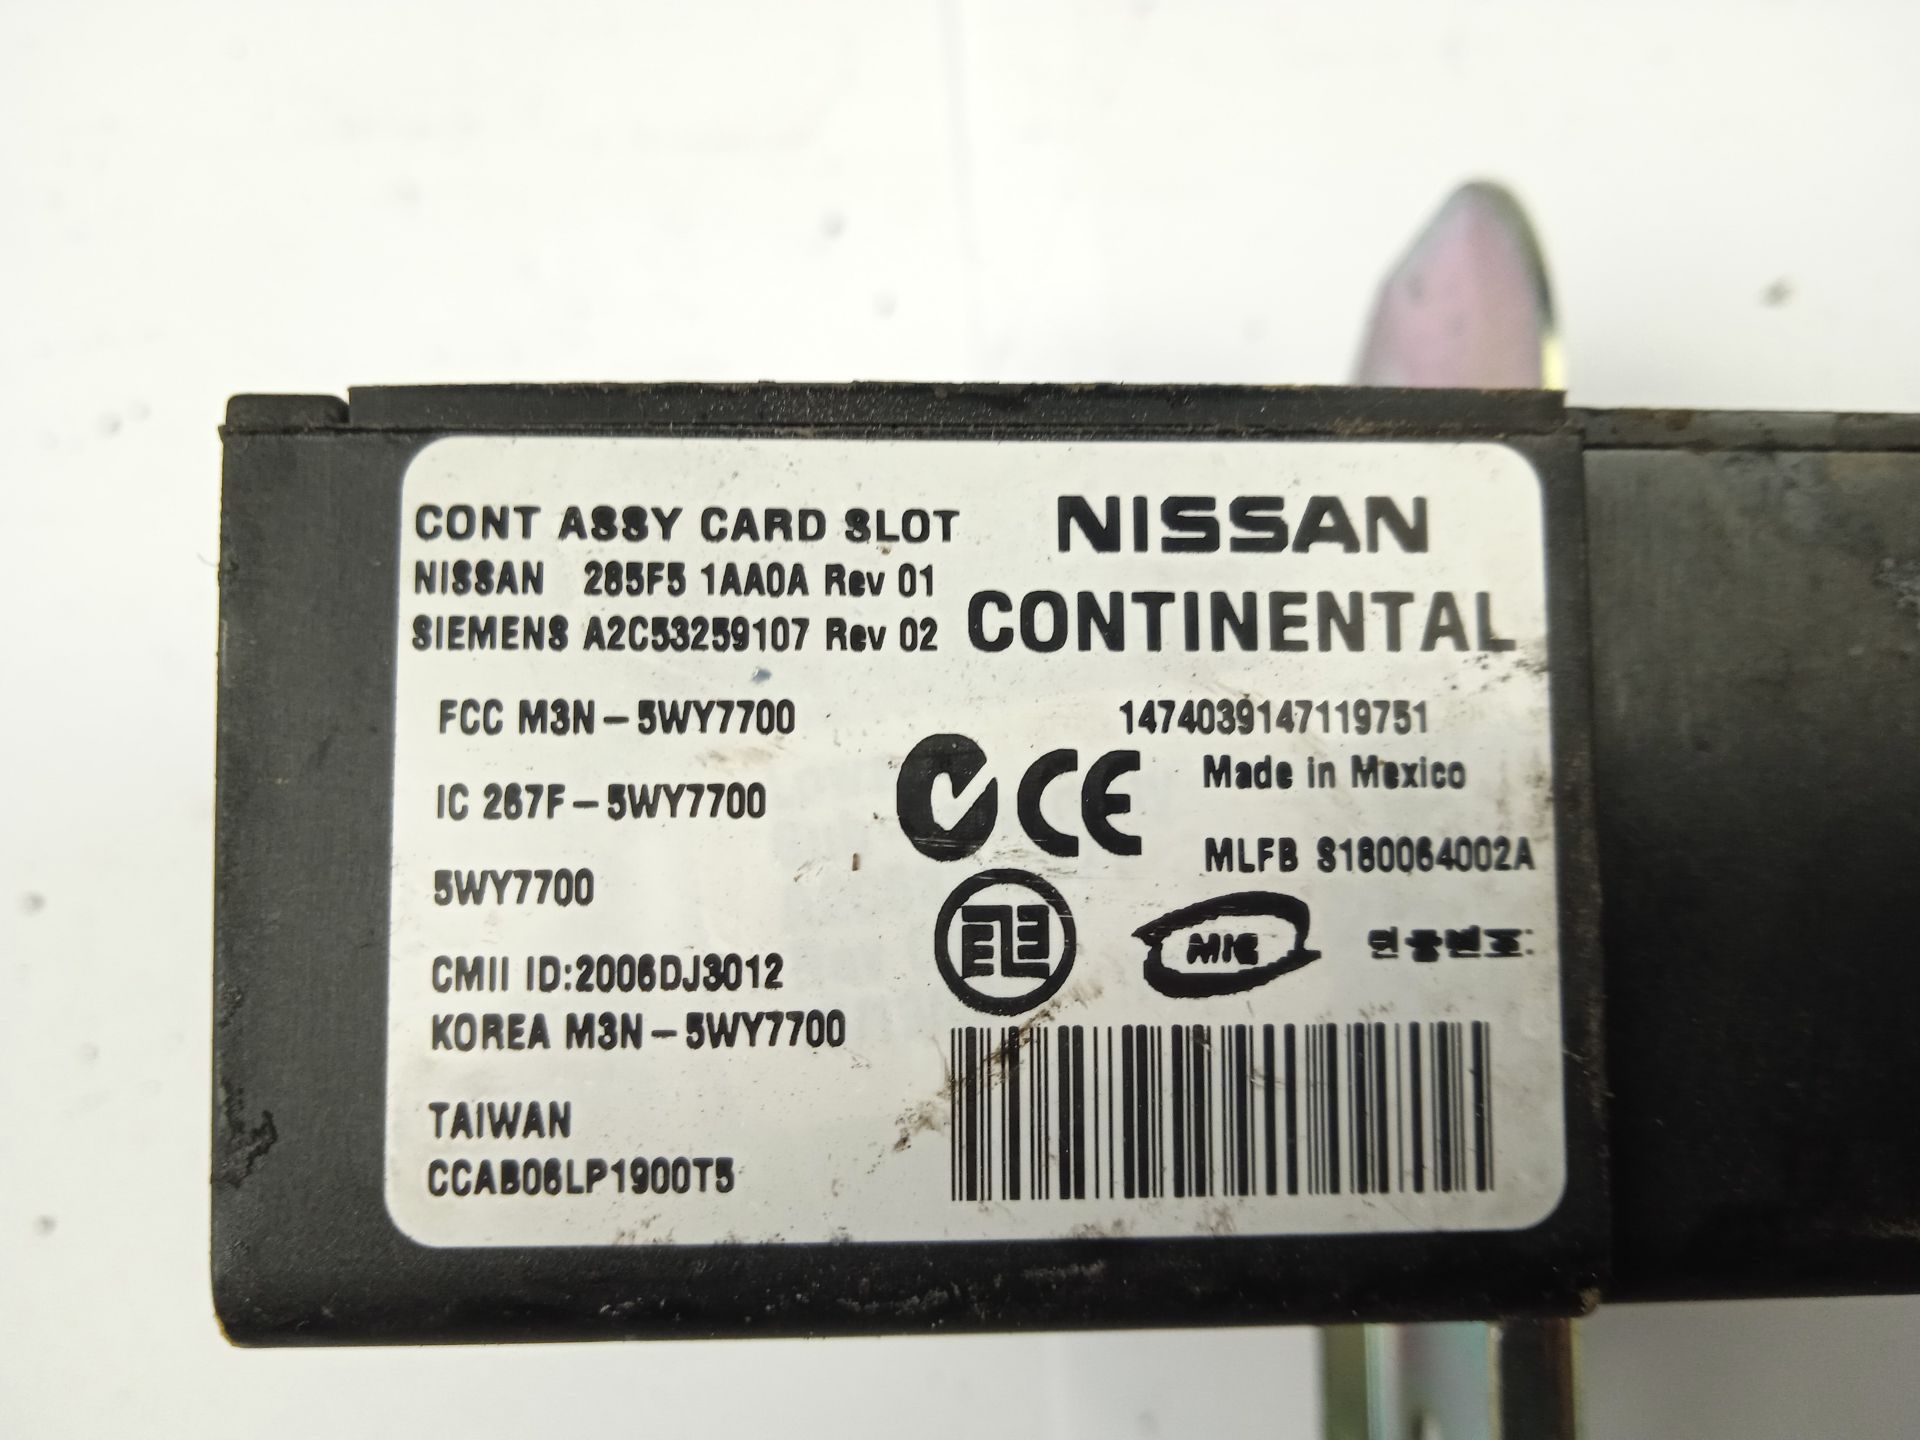 CONT ASSY CARD SLOT
NISSAN 285F5 1AA0A Rev 01
SIEMENS A2C53259107 Rev 02
NISSAN
CONTINENTAL
FCC M3N-5WY7700
IC 267F-5WY7700
5WY7700
CMII ID:2006DJ3012
KOREA M3N-5WY7700
TAIWAN
CCAB06LP1900T5
1474039147119751
CE
Made in Mexico
MLFB S180064002A
MIC